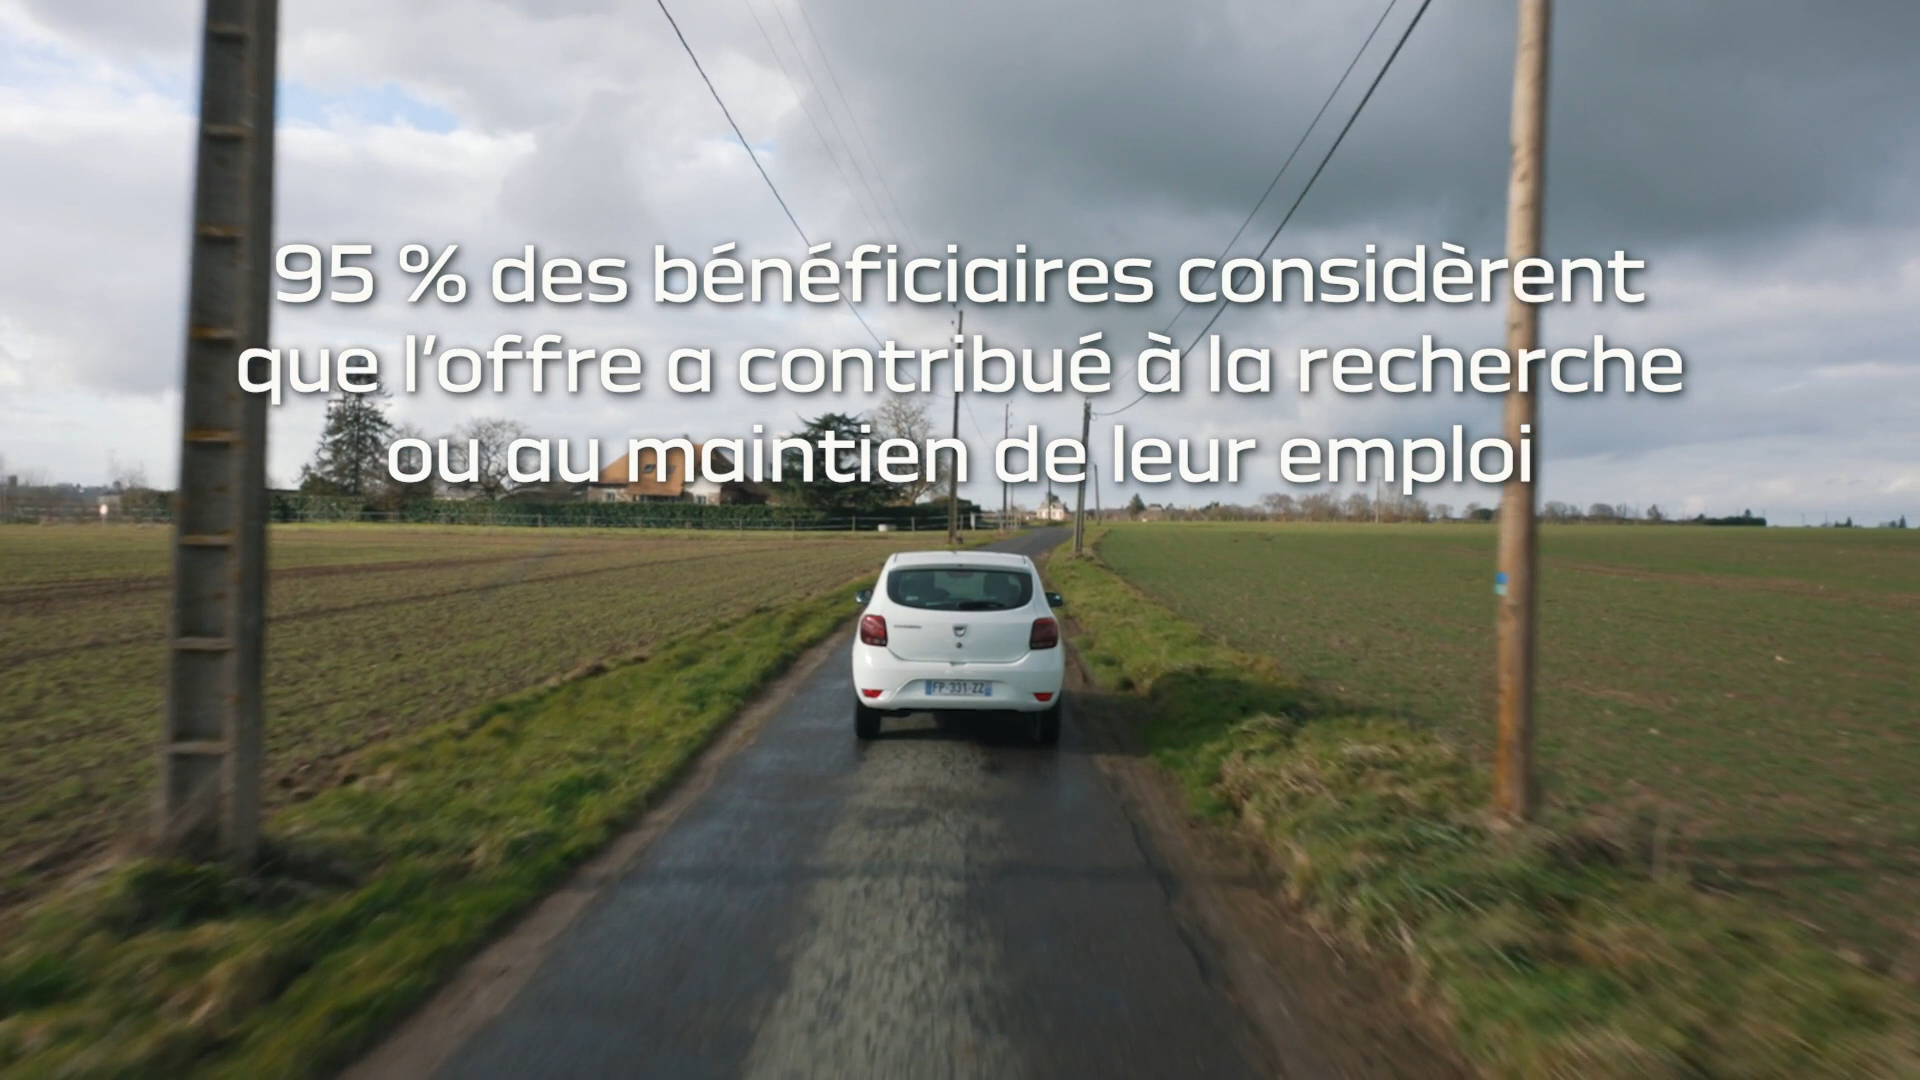 95 % des bénéficiaires considèrent
que l'offre a contribué à la recherche
ou au maintien de leur emploi
FP-331-ZZ